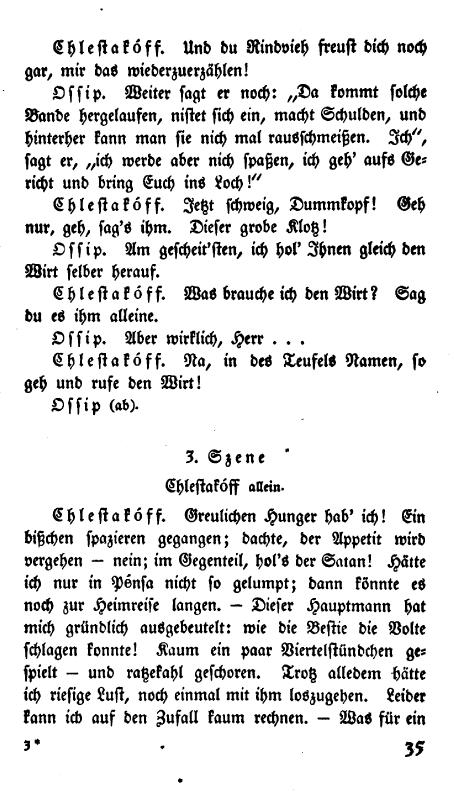 Chlestakóff. Und du Rindvieh freust dich noch
gar, mir das wiederzuerzählen!
Ossip. Weiter sagt er noch: „Da kommt solche
Bande hergelaufen, nistet sich ein, macht Schulden, und
hinterher kann man sie nich mal rausschmeißen. Ich“,
sagt er, „ich werde aber nich spaßen, ich geh’ aufs Ge-
richt und bring Euch ins Loch!“
Chlestakóff. Jetzt schweig, Dummkopf! Geh
nur, geh, sag’s ihm. Dieser grobe Klotz!
Ossip. Am gescheit’sten, ich hol’ Ihnen gleich den
Wirt selber herauf.
Chlestakóff. Was brauche ich den Wirt? Sag
du es ihm alleine.
Ossip. Aber wirklich, Herr . . .
Chlestakóff. Na, in des Teufels Namen, so
geh und rufe den Wirt!
Ossip (ab).
3. Szene
Chlestakóff allein.
Chlestakóff. Greulichen Hunger hab’ ich! Ein
bißchen spazieren gegangen; dachte, der Appetit wird
vergehen — nein; im Gegenteil, hol’s der Satan! Hätte
ich nur in Pénsa nicht so gelumpt; dann könnte es
noch zur Heimreise langen. — Dieser Hauptmann hat
mich gründlich ausgebeutelt: wie die Bestie die Volte
schlagen konnte! Kaum ein paar Viertelstündchen ge-
spielt — und ratzekahl geschoren. Trotz alledem hätte
ich riesige Lust, noch einmal mit ihm loszugehen. Leider
kann ich auf den Zufall kaum rechnen. — Was für ein
3*
35